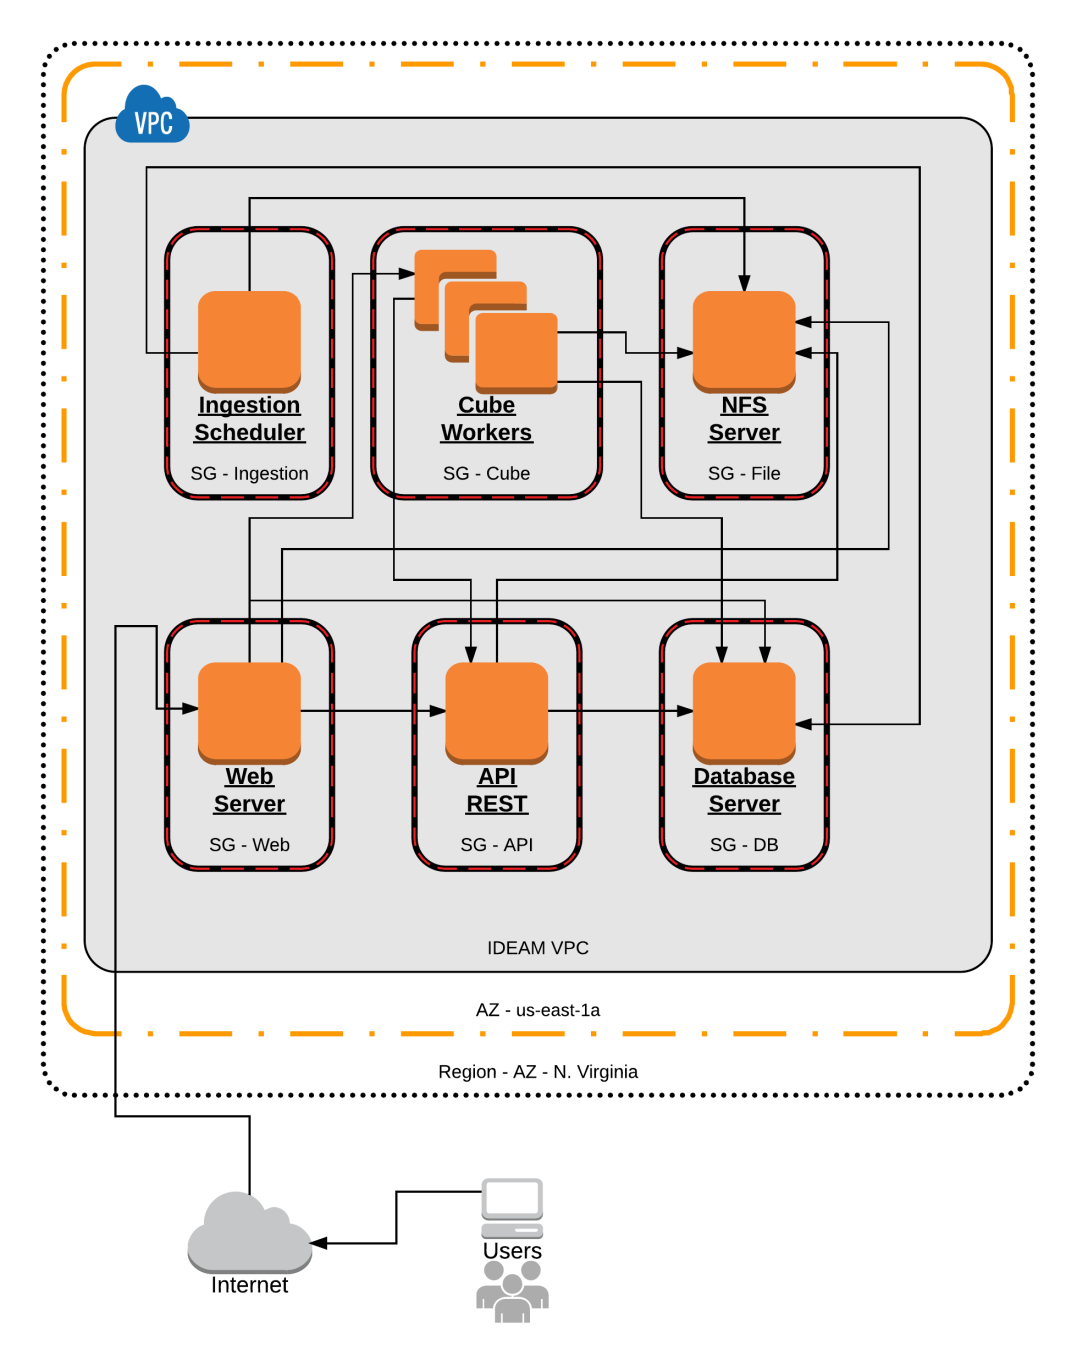 VPC
Ingestion
Scheduler
SG - Ingestion
Cube
Workers
SG - Cube
NFS
Server
SG - File
Web
Server
SG - Web
API
REST
SG - API
Database
Server
SG - DB
IDEAM VPC
AZ - us-east-1a
Region - AZ - N. Virginia
Internet
Users